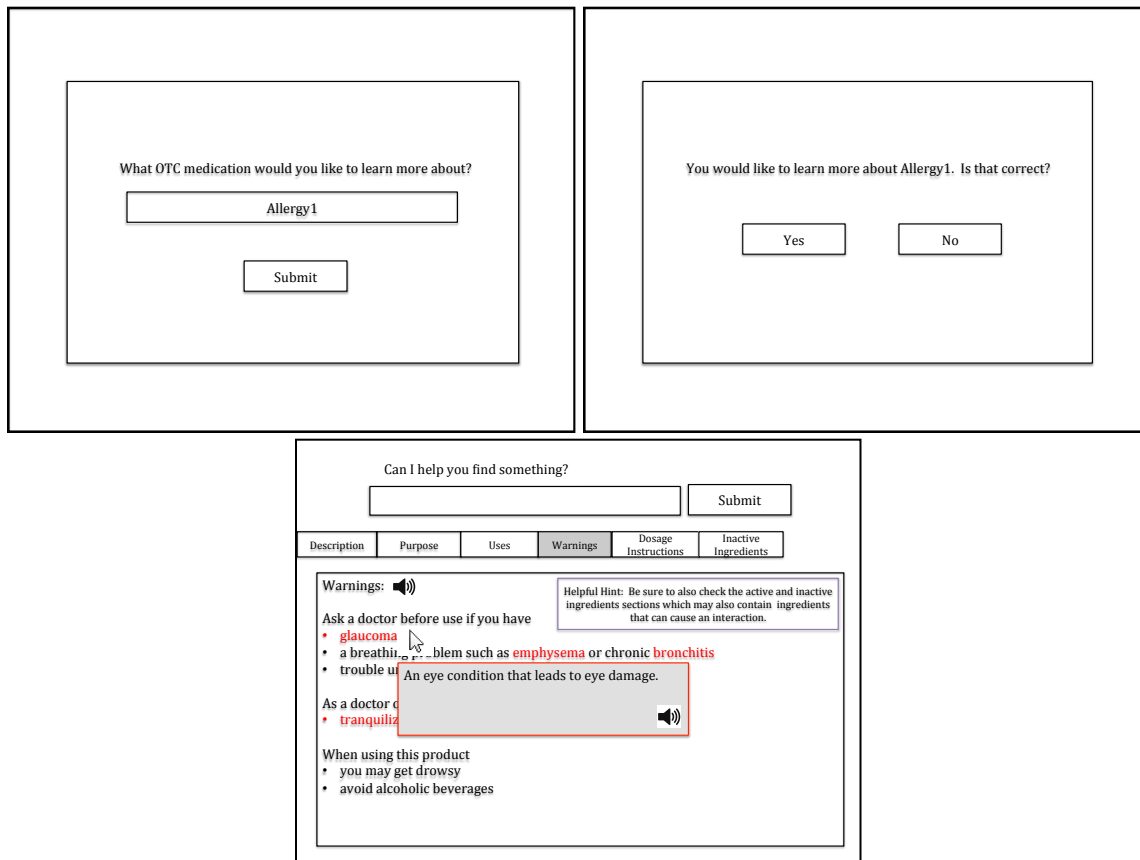 What OTC medication would you like to learn more about?
Allergy1
Submit
You would like to learn more about Allergy1.  Is that correct?
Yes
No
Can I help you find something?
Submit
Description
Purpose
Uses
Warnings
Dosage
Instructions
Inactive
Ingredients
Warnings:
Helpful Hint:  Be sure to also check the active and inactive
ingredients sections which may also contain  ingredients
that can cause an interaction.
Ask a doctor before use if you have
• glaucoma
• a breathing problem such as emphysema or chronic bronchitis
• trouble
An eye condition that leads to eye damage.
As a doctor
• tranquiliz
When using this product
• you may get drowsy
• avoid alcoholic beverages